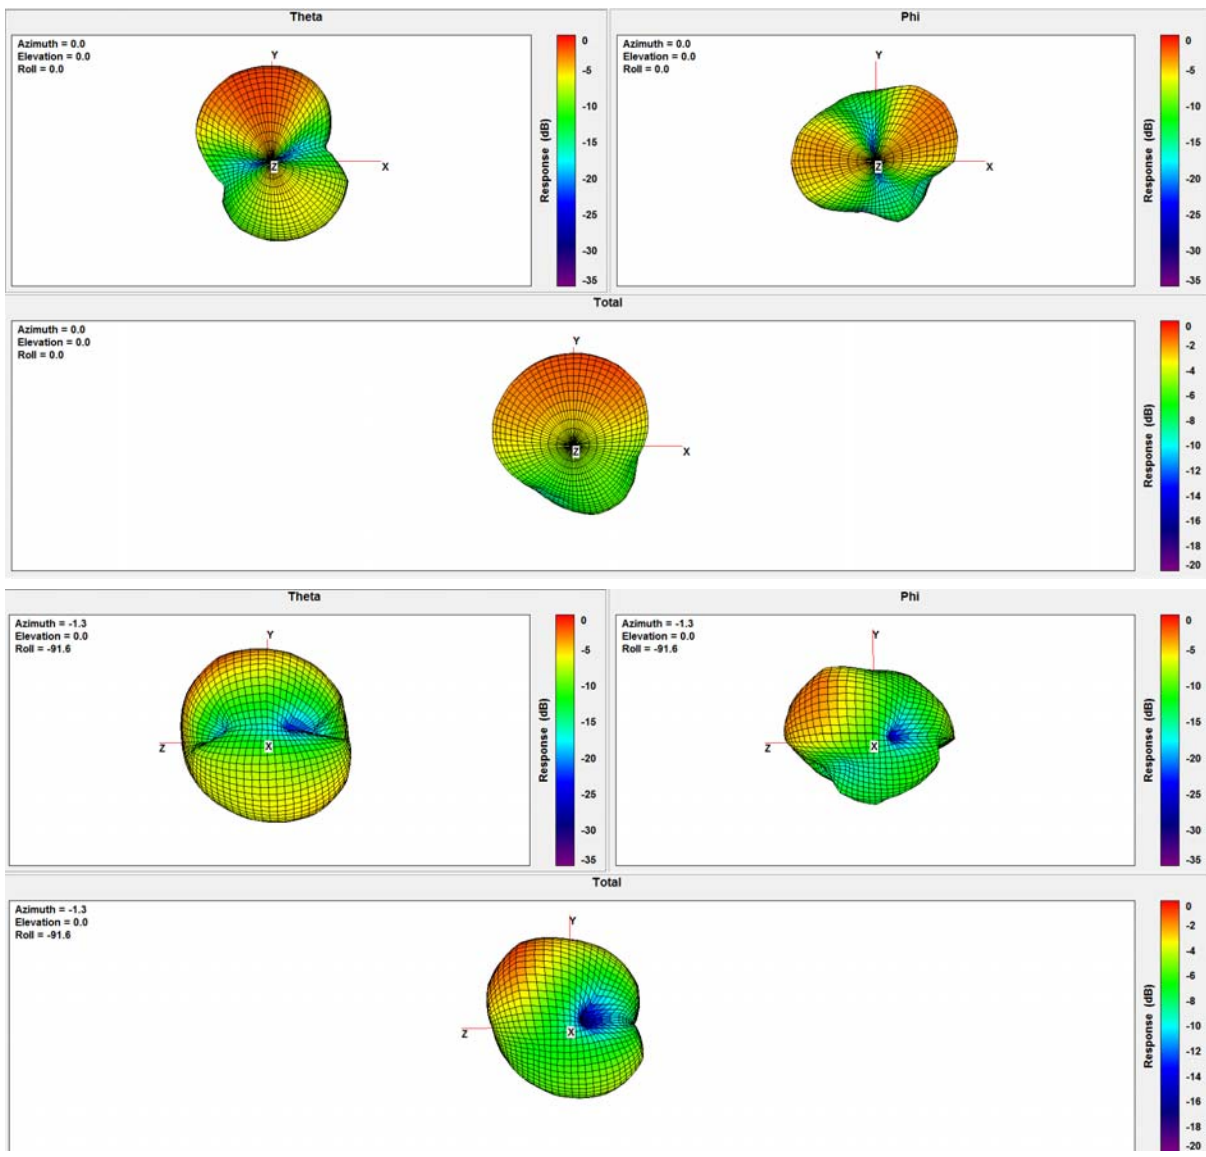 Theta
Azimuth = 0.0
Elevation = 0.0
Roll = 0.0
Y
X
Z
Response (dB)
0
-5
-10
-15
-20
-25
-30
-35
Phi
Azimuth = 0.0
Elevation = 0.0
Roll = 0.0
Y
X
Z
Response (dB)
0
-5
-10
-15
-20
-25
-30
-35
Total
Azimuth = 0.0
Elevation = 0.0
Roll = 0.0
Y
X
Z
Response (dB)
0
-2
-4
-6
-8
-10
-12
-14
-16
-18
-20
Theta
Azimuth = -1.3
Elevation = 0.0
Roll = -91.6
Y
Z
X
Response (dB)
0
-5
-10
-15
-20
-25
-30
-35
Phi
Azimuth = -1.3
Elevation = 0.0
Roll = -91.6
Y
Z
X
Response (dB)
0
-5
-10
-15
-20
-25
-30
-35
Total
Azimuth = -1.3
Elevation = 0.0
Roll = -91.6
Y
Z
X
Response (dB)
0
-2
-4
-6
-8
-10
-12
-14
-16
-18
-20